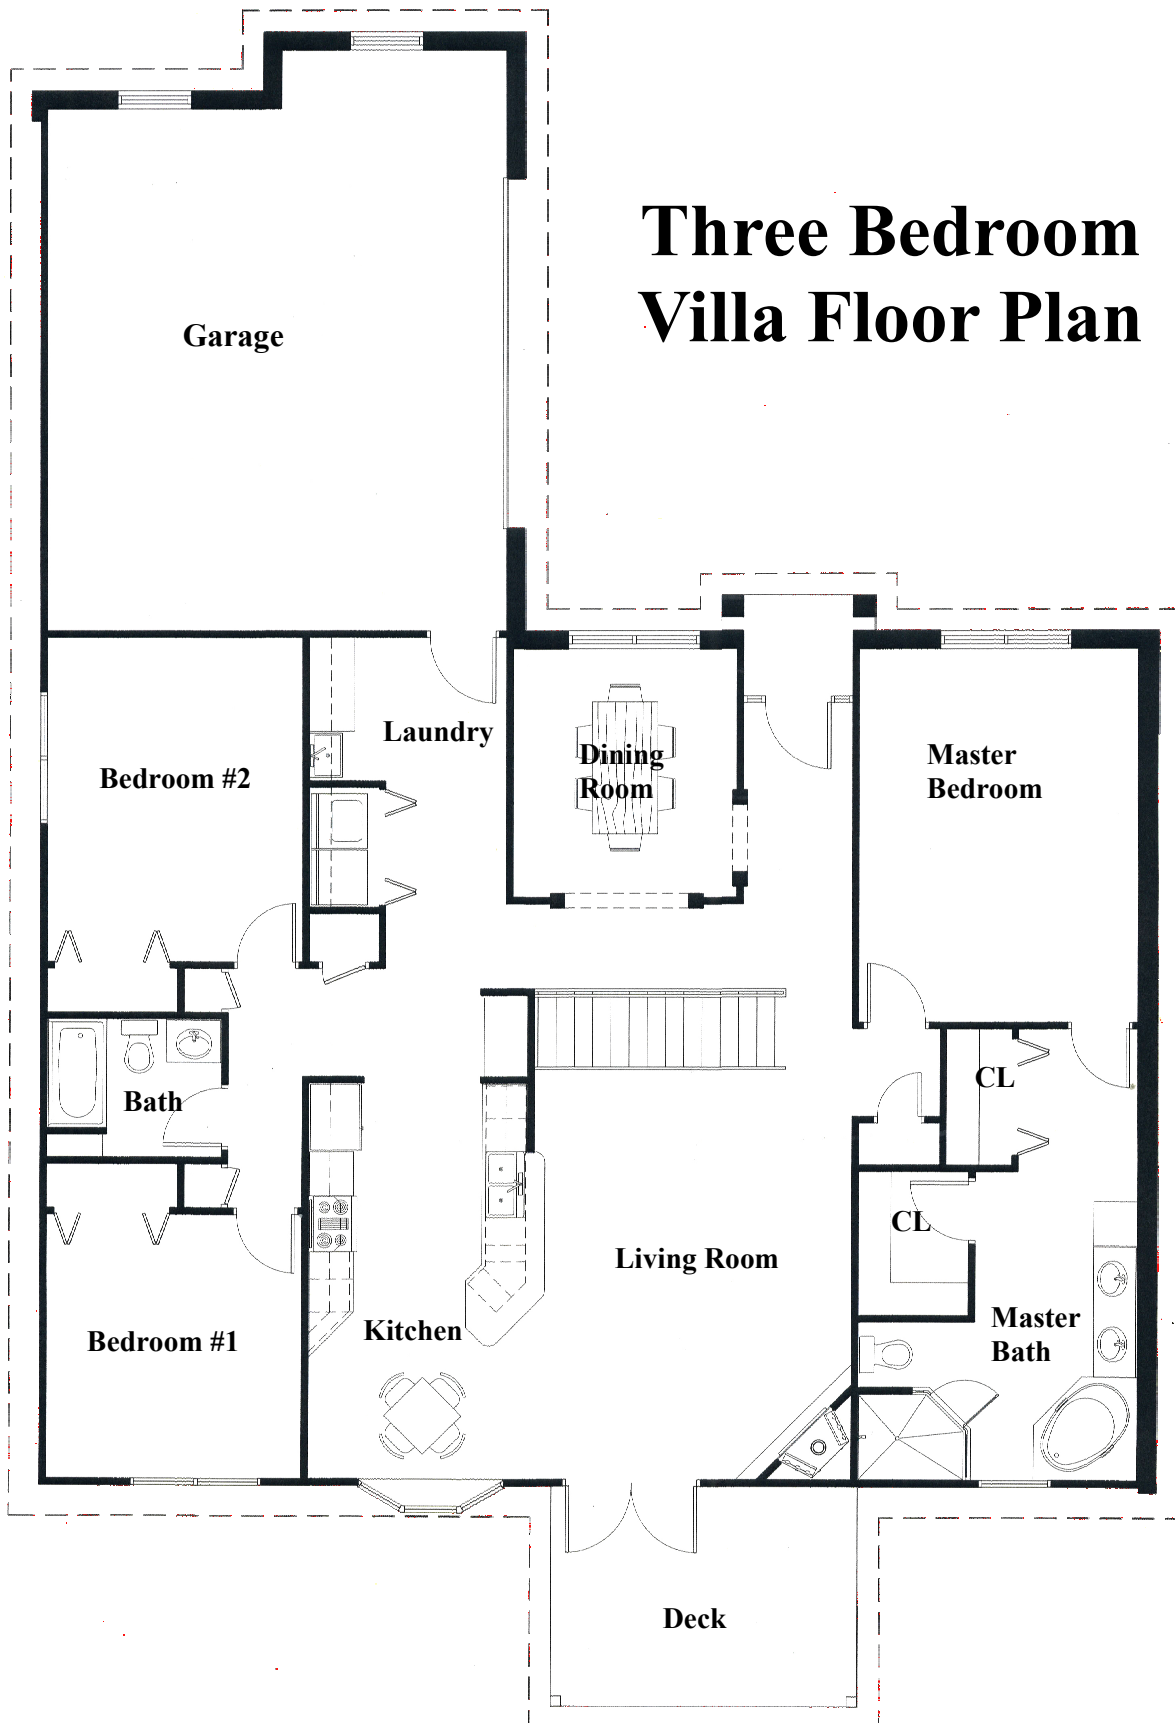 Three Bedroom
Villa Floor Plan
Garage
Laundry
Dining
Room
Master
Bedroom
Bedroom #2
CL
Bath
CL
Living Room
Kitchen
Master
Bath
Bedroom #1
Deck